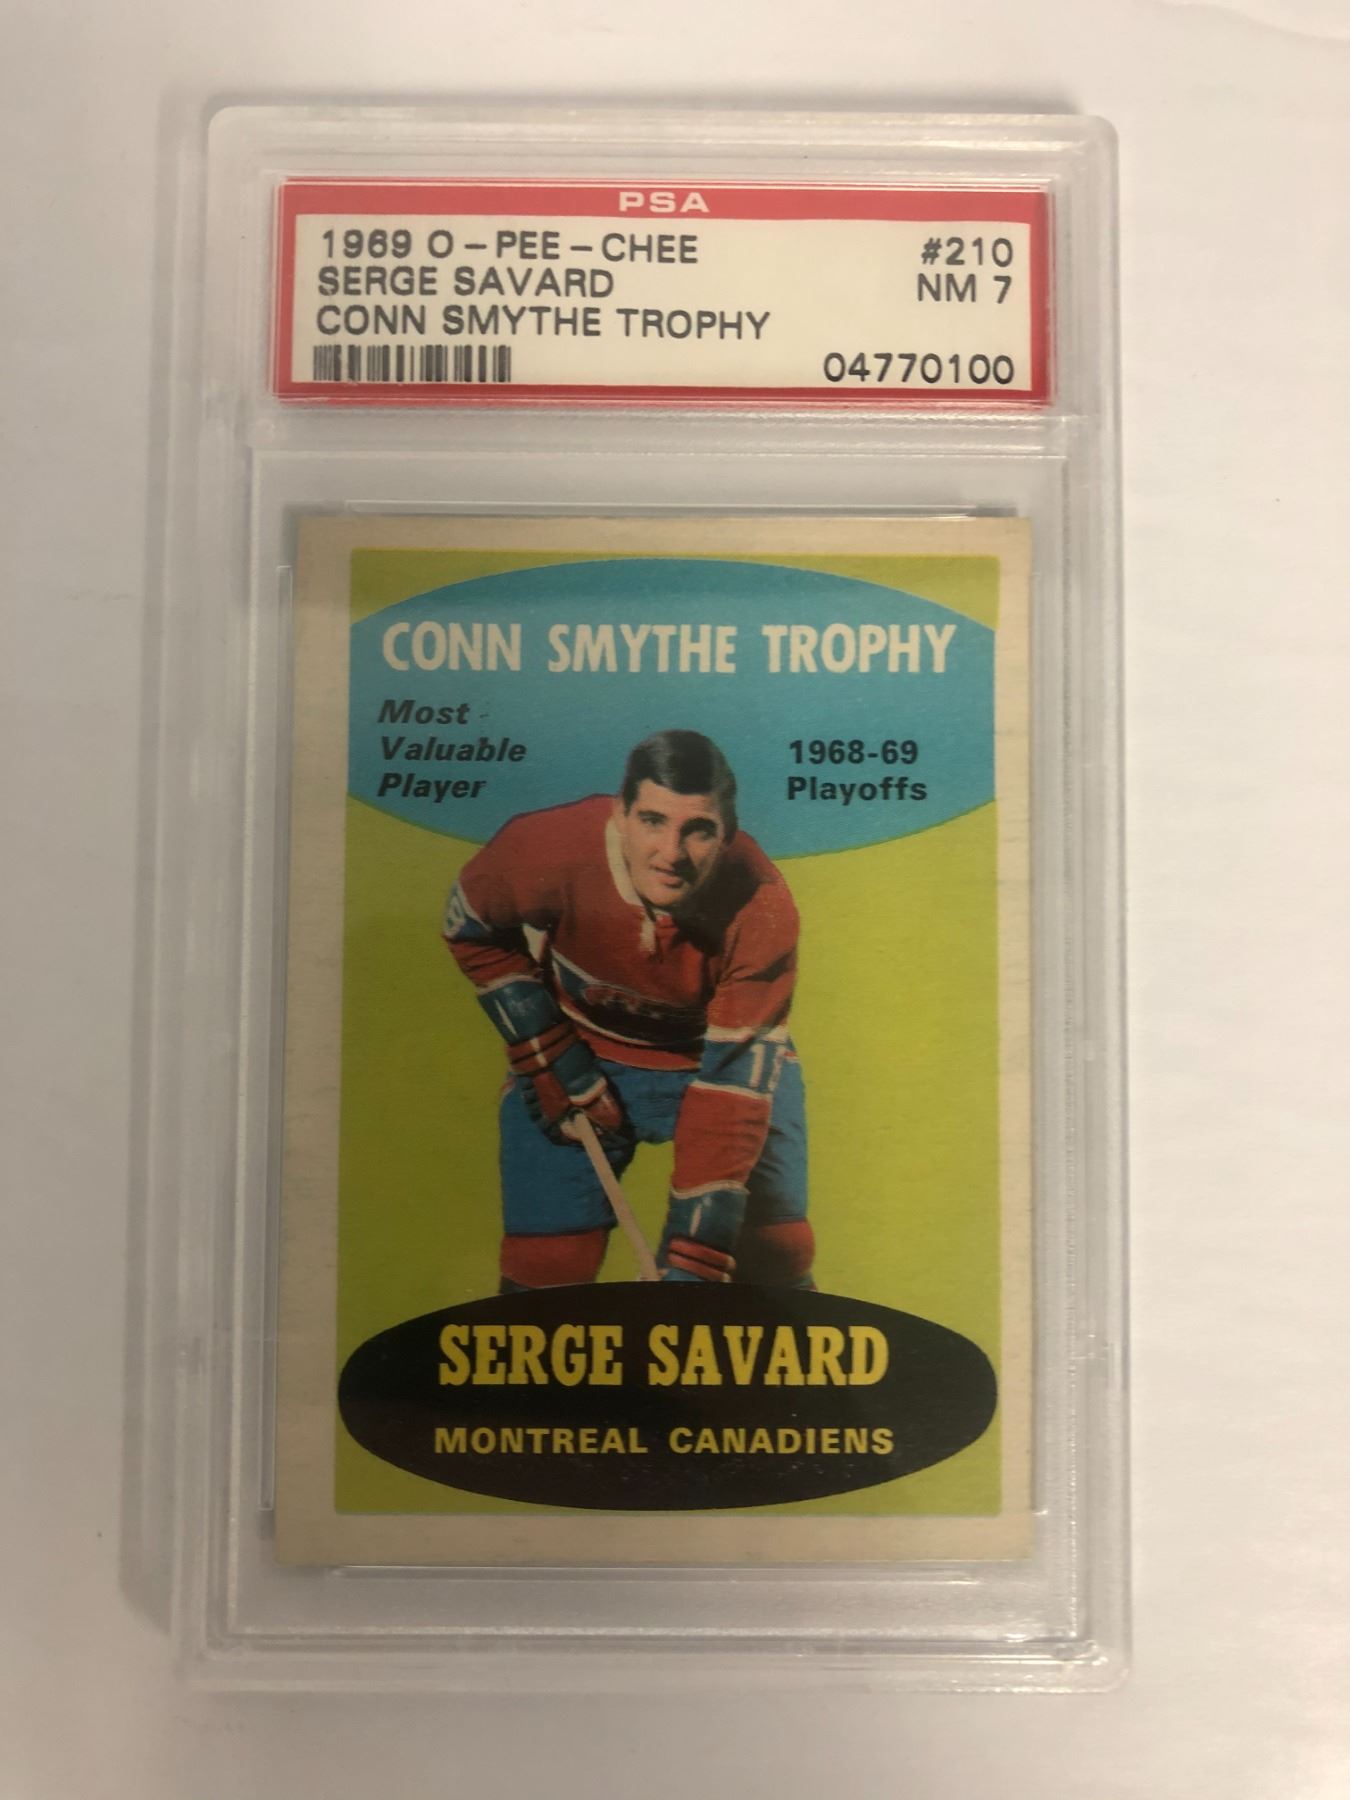 PSA
1969 O-PEE-CHEE #210
SERGE SAVARD NM 7
CONN SMYTHE TROPHY
04770100
CONN SMYTHE TROPHY
Most
Valuable
Player
1968-69
Playoffs
18
SERGE SAVARD
MONTREAL CANADIENS